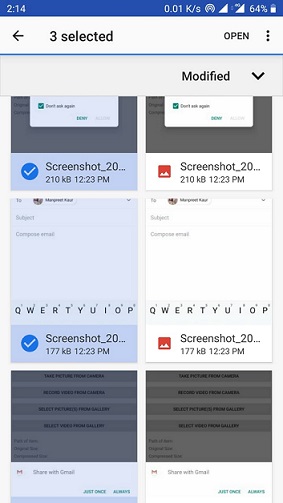 2:14 0.01 K/s 64%
3 selected OPEN
Modified
Don't ask again Don't ask again
DENY ALLOW DENY ALLOW
Screenshot_20... Screenshot_20...
210 kB 12:23 PM 210 kB 12:23 PM
To Manpreet Kaur To Manpreet Kaur
Subject Subject
Compose email Compose email
Q W E R T Y U I O P Q W E R T Y U I O P
Screenshot_20... Screenshot_20...
177 kB 12:23 PM 177 kB 12:23 PM
TAKE PICTURE FROM CAMERA TAKE PICTURE FROM CAMERA
RECORD VIDEO FROM CAMERA RECORD VIDEO FROM CAMERA
SELECT PICTURE(S) FROM GALLERY SELECT PICTURE(S) FROM GALLERY
SELECT VIDEO FROM GALLERY SELECT VIDEO FROM GALLERY
Original Size Original Size
Share with Gmail Share with Gmail
JUST ONCE ALWAYS JUST ONCE ALWAYS